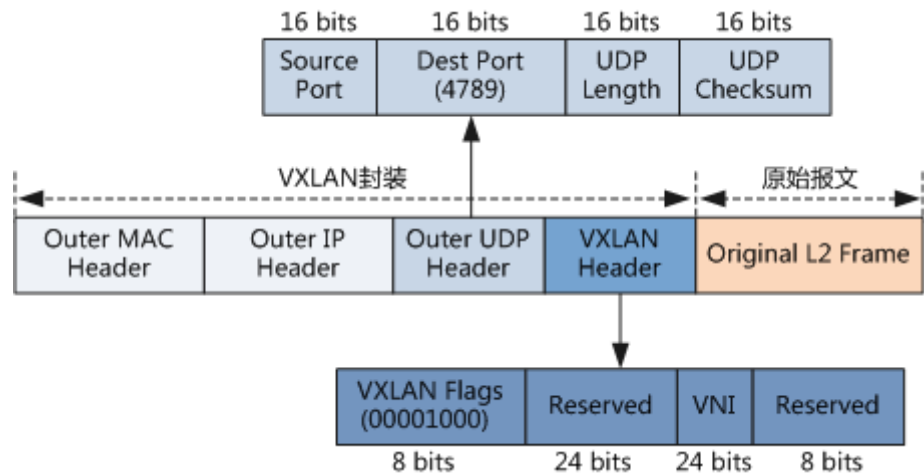 16 bits 16 bits 16 bits 16 bits
Source Port Dest Port (4789) UDP Length UDP Checksum
VXLAN封装 原始报文
Outer MAC Header Outer IP Header Outer UDP Header VXLAN Header Original L2 Frame
VXLAN Flags (00001000) Reserved VNI Reserved
8 bits 24 bits 24 bits 8 bits